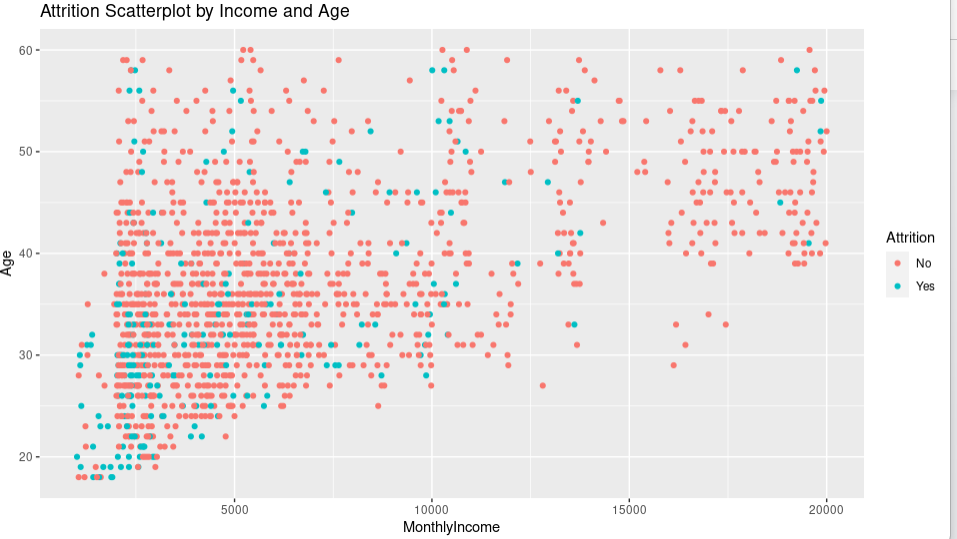 Attrition Scatterplot by Income and Age
60
50
40
30
20
Age
5000
10000
15000
20000
MonthlyIncome
Attrition
No
Yes